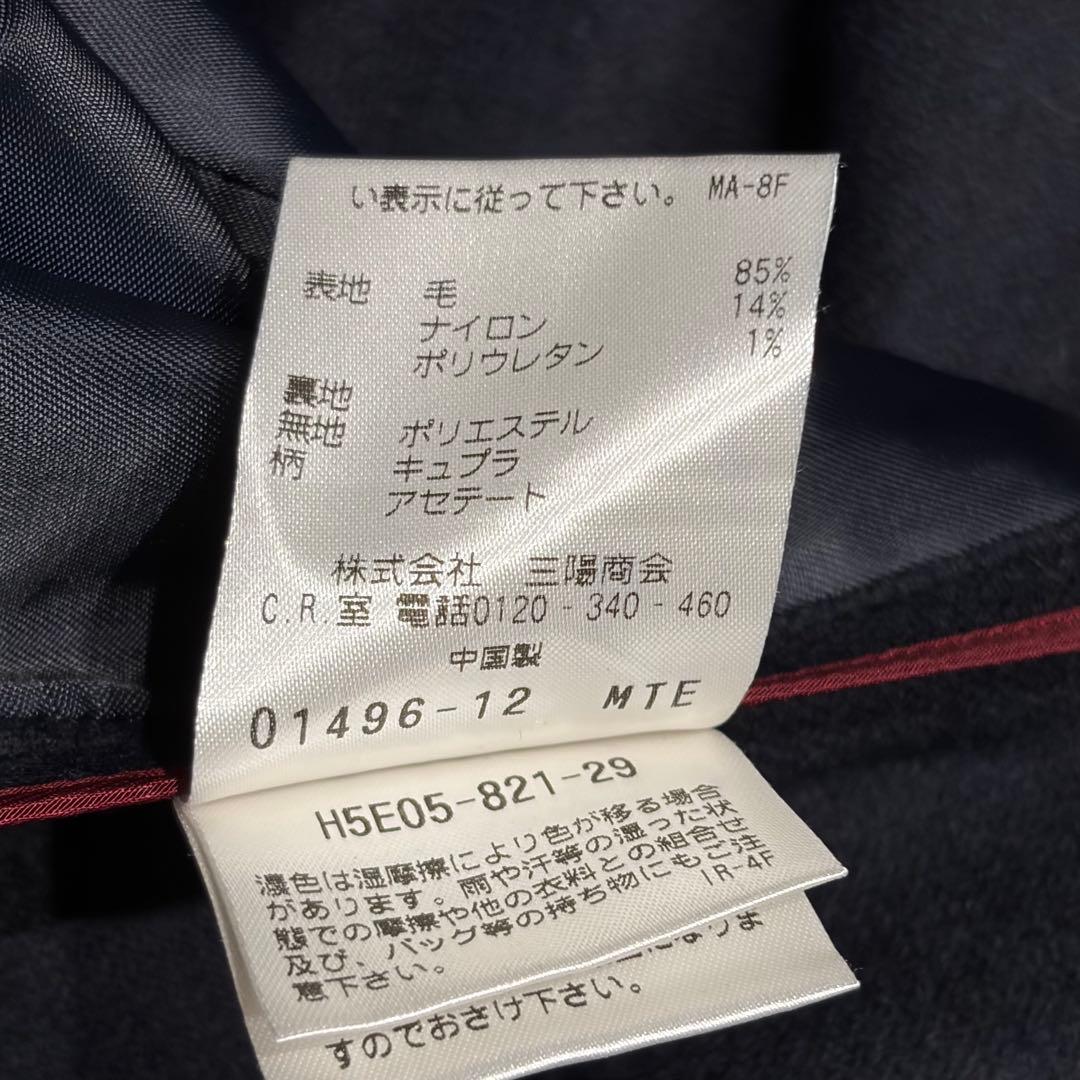 い表示に従って下さい。 MA-8F
表地 毛 85%
ナイロン 14%
ポリウレタン 1%
裏地
無地 ポリエステル
柄 キュプラ
アセテート
株式会社 三陽商会
C.R.室 電話0120-340-460
中国製
01496-12 MTE
H5E05-821-29
濃色は湿摩擦により色が移る場合
があります。雨や汗等の湿った状
態での摩擦や他の衣料との組合せ
及び、バッグ等の持ち物にもご注
意下さい。 IR-4F
なりま
すのでおさけ下さい。